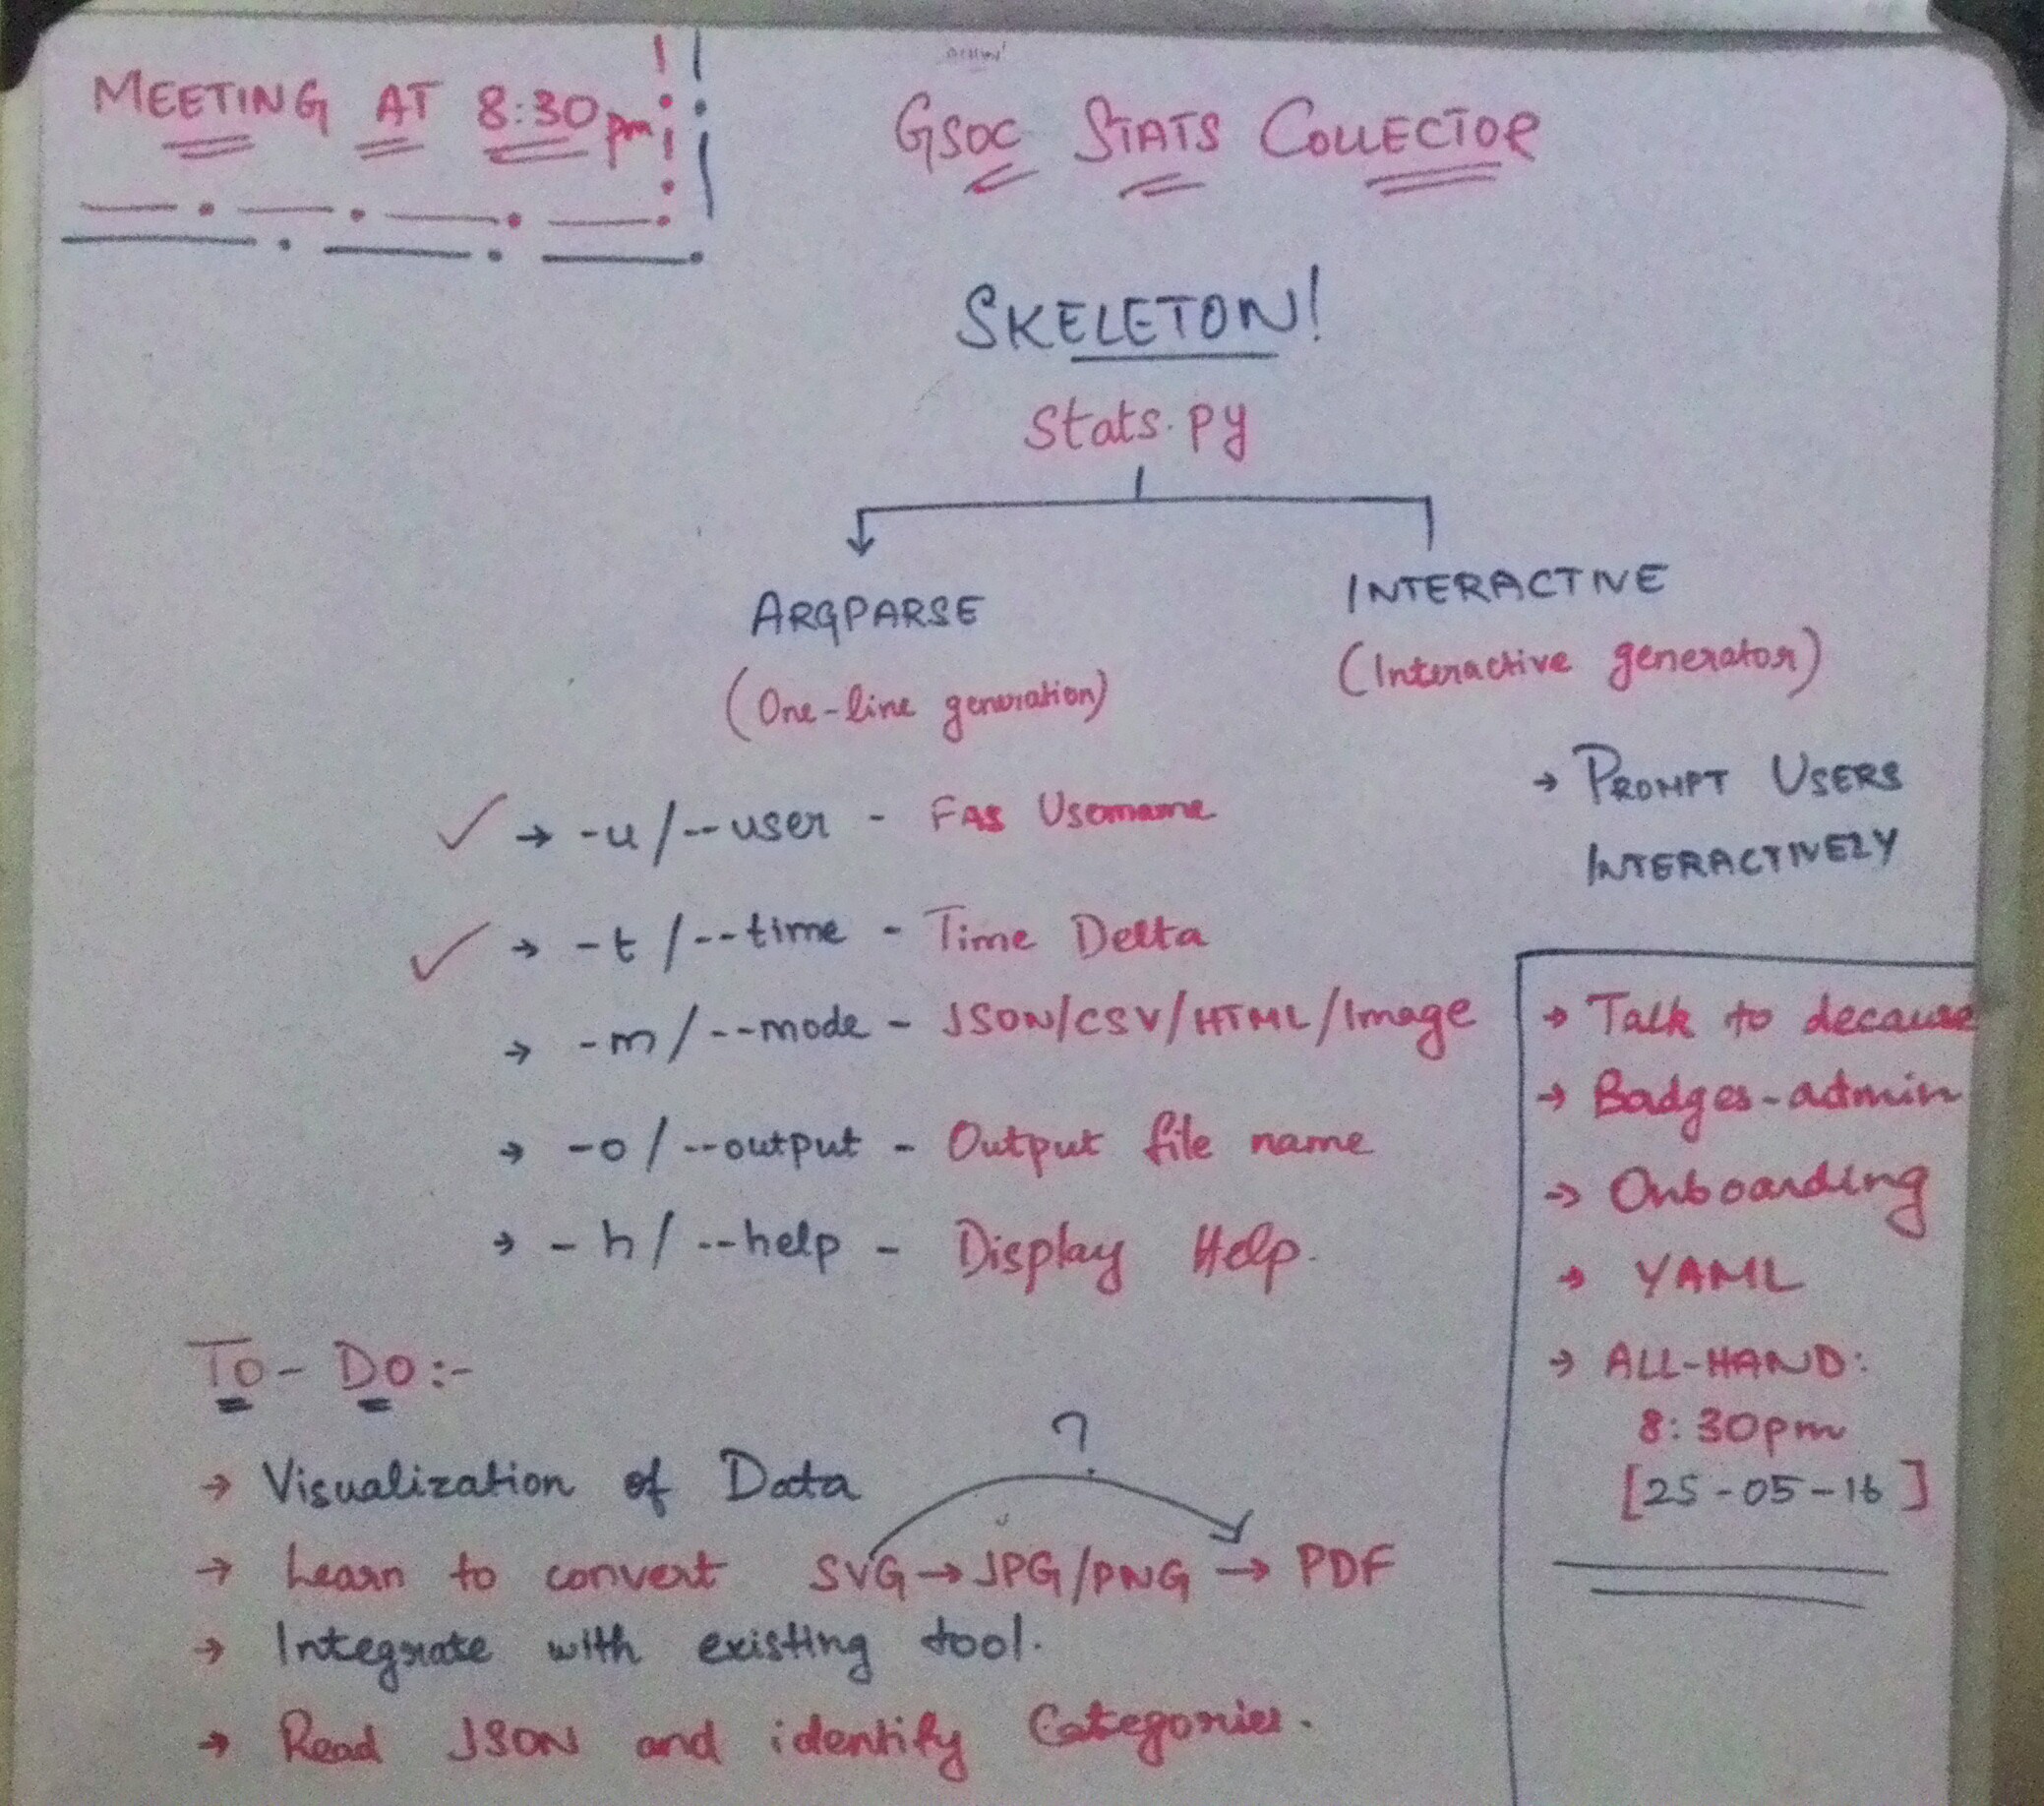 MEETING AT 8:30 pm
GSOC STATS COLLECTOR
SKELETON!
Stats.py
ARGPARSE
(One-line generation)
INTERACTIVE
(Interactive generator)
→ PROMPT USERS
INTERACTIVELY
✓ → -u/--user - FAS Username
✓ → -t/--time - Time Delta
→ -m/--mode - JSON/CSV/HTML/Image
→ -o/--output - Output file name
→ -h/--help - Display Help.
→ Talk to decause
→ Badges-admin
→ Onboarding
→ YAML
→ ALL-HAND:
8:30pm
[25-05-16]
To-Do:-
→ Visualization of Data
?
→ Learn to convert SVG→JPG/PNG → PDF
→ Integrate with existing tool.
→ Read JSON and identify Categories.